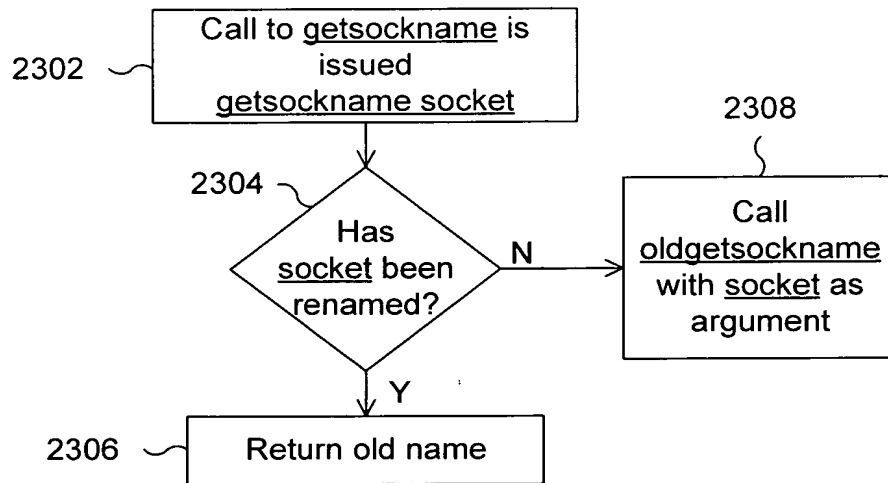 Call to getsockname is
issued
getsockname socket
2302
2308
2304
Has
socket been
renamed?
N
Call
oldgetsockname
with socket as
argument
Y
2306
Return old name